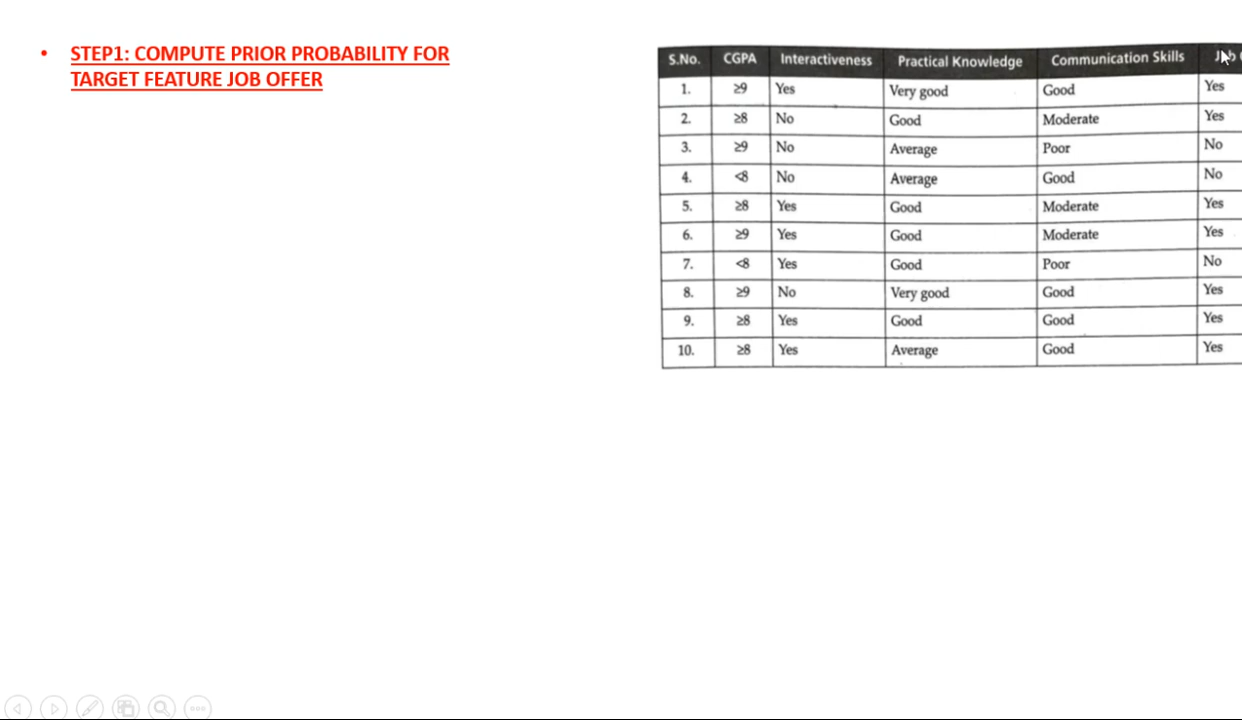 • STEP1: COMPUTE PRIOR PROBABILITY FOR
TARGET FEATURE JOB OFFER
S.No. CGPA Interactiveness Practical Knowledge Communication Skills
1. ≥9 Yes Very good Good Yes
2. ≥8 No Good Moderate Yes
3. ≥9 No Average Poor No
4. <8 No Average Good No
5. ≥8 Yes Good Moderate Yes
6. ≥9 Yes Good Moderate Yes
7. <8 Yes Good Poor No
8. ≥9 No Very good Good Yes
9. ≥8 Yes Good Good Yes
10. ≥8 Yes Average Good Yes